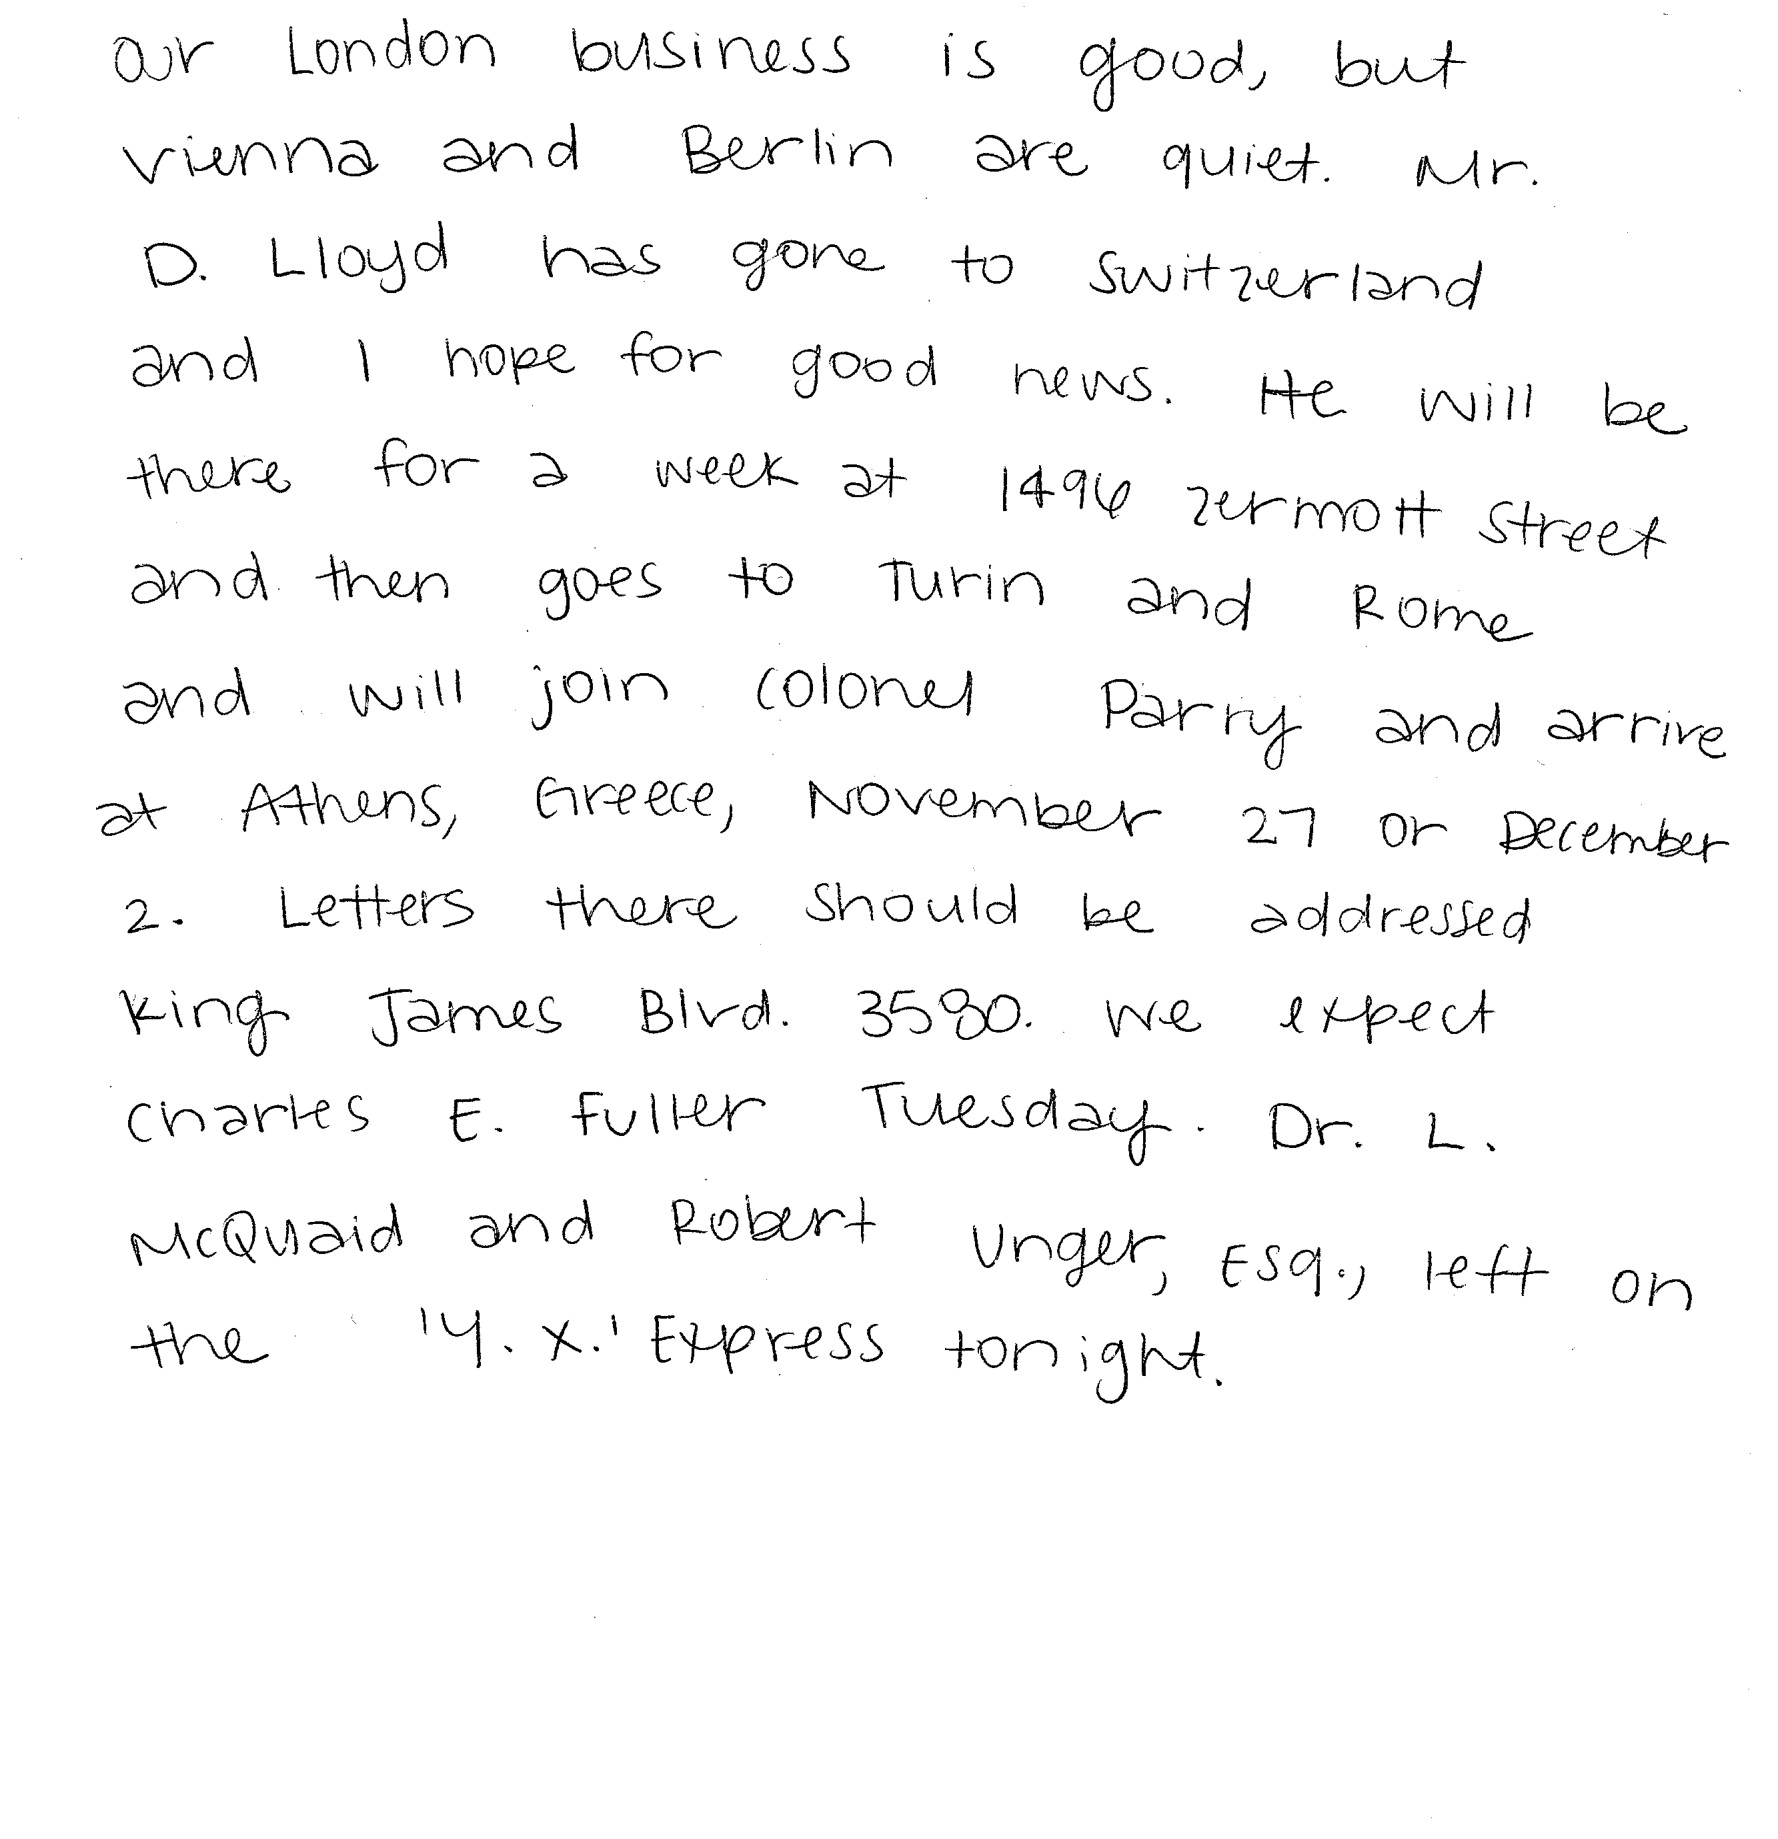 our London business is good, but
vienna and Berlin are quiet. Mr.
D. Lloyd has gone to Switzerland
and I hope for good news. He will be
there for a week at 1496 zermott Street
and then goes to Turin and Rome
and will join colonel Parry and arrive
at Athens, Greece, November 27 or December
2. Letters there should be addressed
King James Blvd. 3580. We expect
Charles E. Fuller Tuesday. Dr. L.
McQuaid and Robert Unger, Esq., left on
the 'Y. X.' Express tonight.